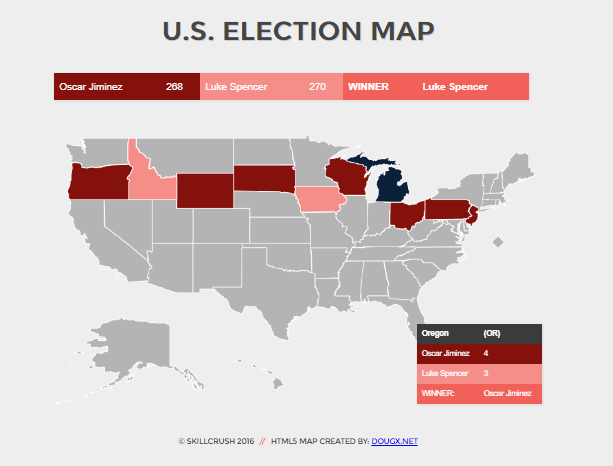 U.S. ELECTION MAP
Oscar Jiminez 268 Luke Spencer 270 WINNER Luke Spencer
Oregon (OR)
Oscar Jiminez 4
Luke Spencer 3
WINNER: Oscar Jiminez
© SKILLCRUSH 2016 // HTML5 MAP CREATED BY: DOUGX.NET